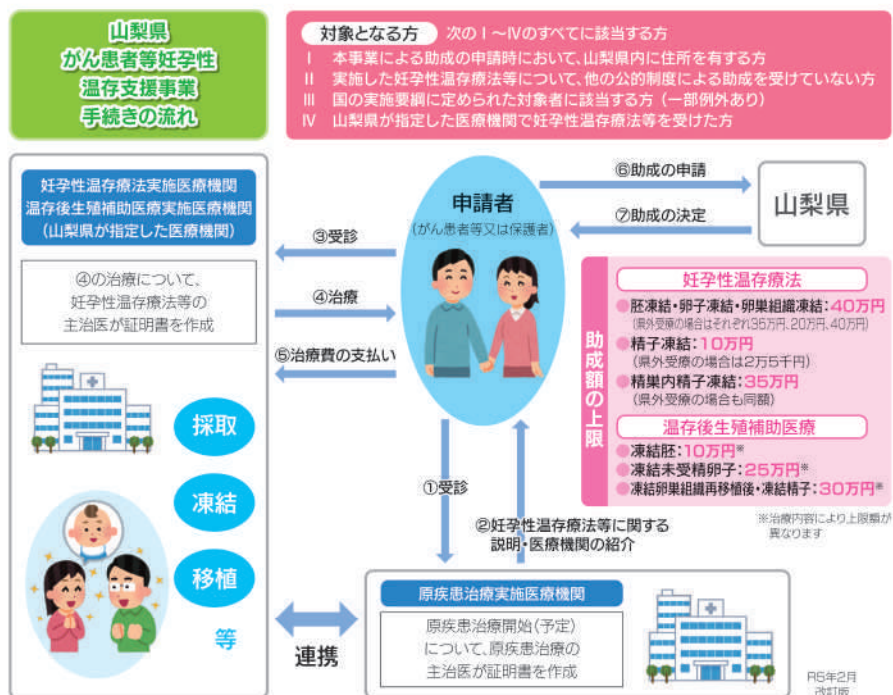 山梨県
がん患者等妊孕性
温存支援事業
手続きの流れ
対象となる方 次のⅠ～Ⅳのすべてに該当する方
Ⅰ 本事業による助成の申請時において、山梨県内に住所を有する方
Ⅱ 実施した妊孕性温存療法等について、他の公的制度による助成を受けていない方
Ⅲ 国の実施要綱に定められた対象者に該当する方（一部例外あり）
Ⅳ 山梨県が指定した医療機関で妊孕性温存療法等を受けた方
妊孕性温存療法実施医療機関
温存後生殖補助医療実施医療機関
（山梨県が指定した医療機関）
④の治療について、
妊孕性温存療法等の
主治医が証明書を作成
採取
凍結
移植
等
③受診
④治療
⑤治療費の支払い
申請者
（がん患者等又は保護者）
⑥助成の申請
⑦助成の決定
山梨県
助成額の上限
妊孕性温存療法
●胚凍結・卵子凍結・卵巣組織凍結：40万円
（県外受療の場合はそれぞれ35万円、20万円、40万円）
●精子凍結：10万円
（県外受療の場合は2万5千円）
●精巣内精子凍結：35万円
（県外受療の場合も同額）
温存後生殖補助医療
●凍結胚：10万円※
●凍結未受精卵子：25万円※
●凍結卵巣組織再移植後・凍結精子：30万円※
※治療内容により上限額が
異なります
①受診
②妊孕性温存療法等に関する
説明・医療機関の紹介
連携
原疾患治療実施医療機関
原疾患治療開始（予定）
について、原疾患治療の
主治医が証明書を作成
R5年2月
改訂版